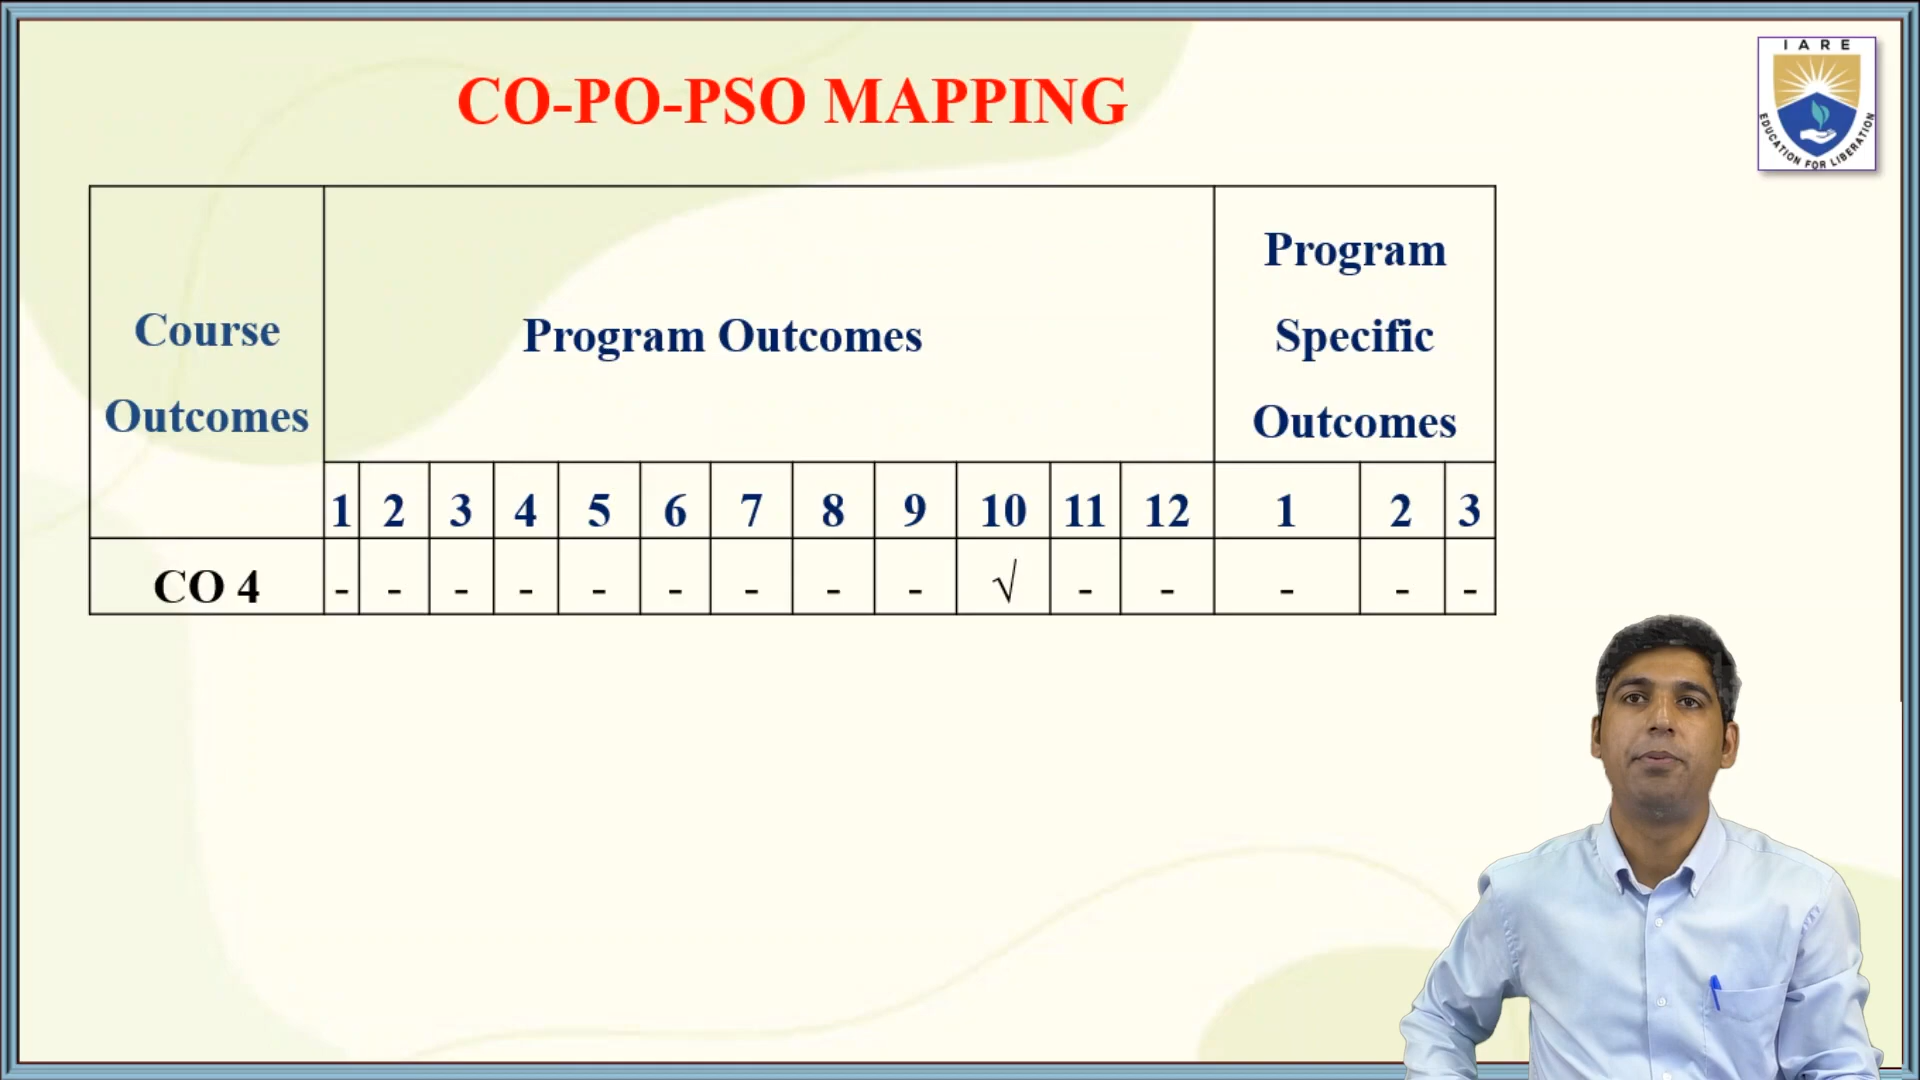 CO-PO-PSO MAPPING
IARE
EDUCATION FOR LIBERATION
Course
Outcomes
Program Outcomes
Program
Specific
Outcomes
1 2 3 4 5 6 7 8 9 10 11 12 1 2 3
CO 4 - - - - - - - - - √ - - - - -